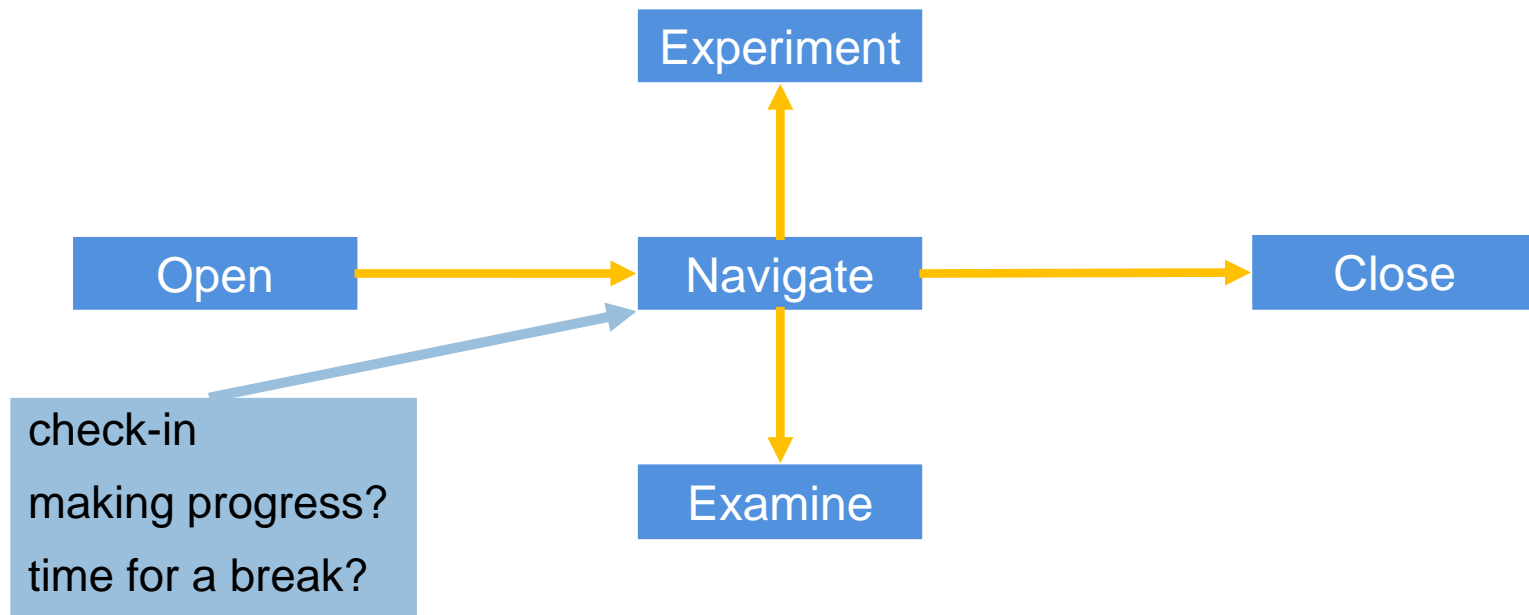 Experiment
Open
Navigate
Close
check-in
making progress?
time for a break?
Examine